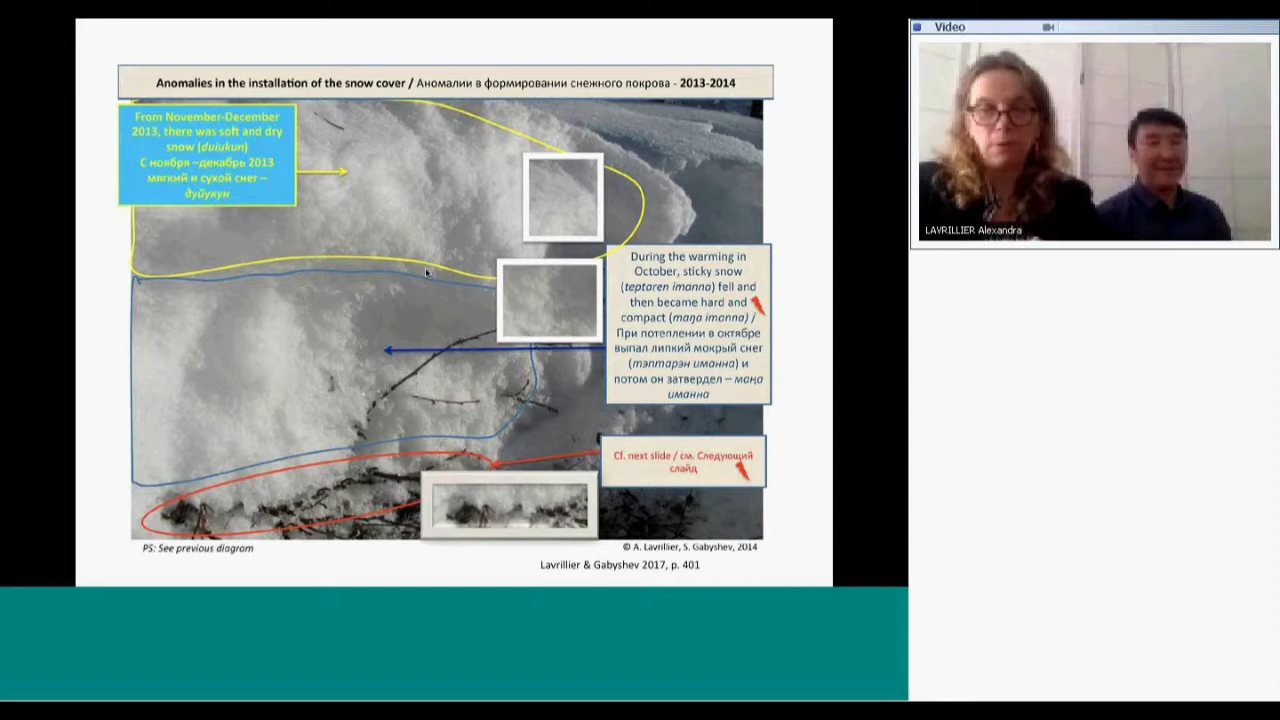 Anomalies in the installation of the snow cover / Аномалии в формировании снежного покрова - 2013-2014
From November-December
2013, there was soft and dry
snow (duiukun)
С ноября –декабрь 2013
мягкий и сухой снег –
дуйукун
During the warming in
October, sticky snow
(teptaren imanna) fell and
then became hard and
compact (maŋa imanna) /
При потеплении в октябре
выпал липкий мокрый снег
(тэптарэн иманна) и
потом он затвердел – маӊа
иманна
Cf. next slide / см. Следующий
слайд
PS: See previous diagram
© A. Lavrillier, S. Gabyshev, 2014
Lavrillier & Gabyshev 2017, p. 401
Video
LAVRILLIER Alexandra